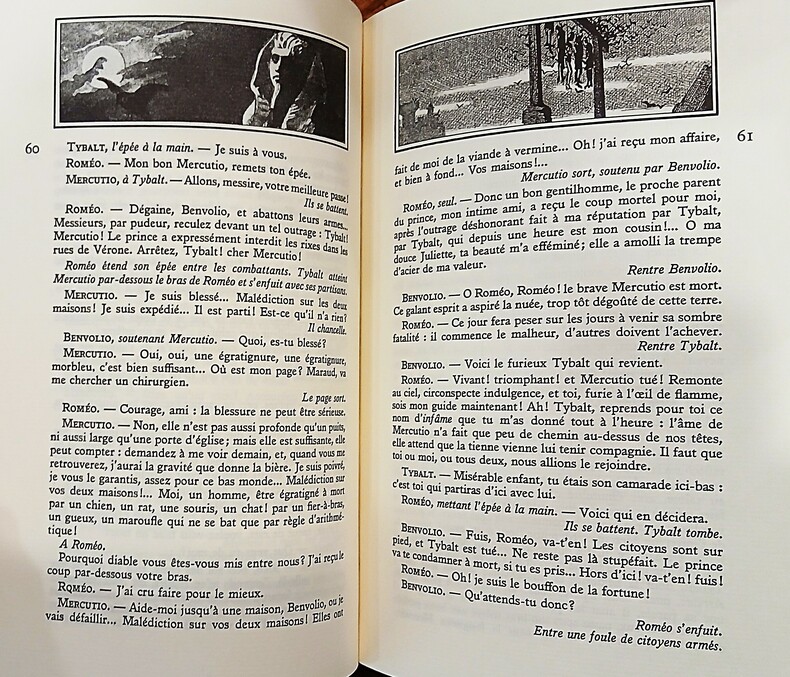 60
TYBALT, l'épée à la main. — Je suis à vous.
ROMÉO. — Mon bon Mercutio, remets ton épée.
MERCUTIO, à Tybalt. — Allons, messire, votre meilleure passe!
Ils se battent.
ROMÉO. — Dégaine, Benvolio, et abattons leurs armes...
Messieurs, par pudeur, reculez devant un tel outrage : Tybalt!
Mercutio! Le prince a expressément interdit les rixes dans les
rues de Vérone. Arrêtez, Tybalt! cher Mercutio!
Roméo étend son épée entre les combattants. Tybalt atteint
Mercutio par-dessous le bras de Roméo et s'enfuit avec ses partisans.
MERCUTIO. — Je suis blessé... Malédiction sur les deux
maisons! Je suis expédié... Il est parti! Est-ce qu'il n'a rien?
Il chancelle.
BENVOLIO, soutenant Mercutio. — Quoi, es-tu blessé?
MERCUTIO. — Oui, oui, une égratignure, une égratignure,
morbleu, c'est bien suffisant... Où est mon page? Maraud, va
me chercher un chirurgien.
Le page sort.
ROMÉO. — Courage, ami : la blessure ne peut être sérieuse.
MERCUTIO. — Non, elle n'est pas aussi profonde qu'un puits,
ni aussi large qu'une porte d'église; mais elle est suffisante, elle
peut compter : demandez à me voir demain, et, quand vous me
retrouverez, j'aurai la gravité que donne la bière. Je suis poivré,
je vous le garantis, assez pour ce bas monde... Malédiction sur
vos deux maisons!... Moi, un homme, être égratigné à mort
par un chien, un rat, une souris, un chat! par un fier-à-bras,
un gueux, un maroufle qui ne se bat que par règle d'arithmé-
tique!
A Roméo.
Pourquoi diable vous êtes-vous mis entre nous? J'ai reçu le
coup par-dessous votre bras.
ROMÉO. — J'ai cru faire pour le mieux.
MERCUTIO. — Aide-moi jusqu'à une maison, Benvolio, ou je
vais défaillir... Malédiction sur vos deux maisons! Elles ont
61
fait de moi de la viande à vermine... Oh! j'ai reçu mon affaire,
et bien à fond... Vos maisons!...
Mercutio sort, soutenu par Benvolio.
ROMÉO, seul. — Donc un bon gentilhomme, le proche parent
du prince, mon intime ami, a reçu le coup mortel pour moi,
après l'outrage déshonorant fait à ma réputation par Tybalt,
par Tybalt, qui depuis une heure est mon cousin!... O ma
douce Juliette, ta beauté m'a efféminé; elle a amolli la trempe
d'acier de ma valeur.
Rentre Benvolio.
BENVOLIO. — O Roméo, Roméo! le brave Mercutio est mort.
Ce galant esprit a aspiré la nuée, trop tôt dégoûté de cette terre.
ROMÉO. — Ce jour fera peser sur les jours à venir sa sombre
fatalité : il commence le malheur, d'autres doivent l'achever.
Rentre Tybalt.
BENVOLIO. — Voici le furieux Tybalt qui revient.
ROMÉO. — Vivant! triomphant! et Mercutio tué! Remonte
au ciel, circonspecte indulgence, et toi, furie à l'œil de flamme,
sois mon guide maintenant! Ah! Tybalt, reprends pour toi ce
nom d'infâme que tu m'as donné tout à l'heure : l'âme de
Mercutio n'a fait que peu de chemin au-dessus de nos têtes,
elle attend que la tienne vienne lui tenir compagnie. Il faut que
toi ou moi, ou tous deux, nous allions le rejoindre.
TYBALT. — Misérable enfant, tu étais son camarade ici-bas :
c'est toi qui partiras d'ici avec lui.
ROMÉO, mettant l'épée à la main. — Voici qui en décidera.
Ils se battent. Tybalt tombe.
BENVOLIO. — Fuis, Roméo, va-t'en! Les citoyens sont sur
pied, et Tybalt est tué... Ne reste pas là stupéfait. Le prince
va te condamner à mort, si tu es pris... Hors d'ici! va-t'en! fuis!
ROMÉO. — Oh! je suis le bouffon de la fortune!
BENVOLIO. — Qu'attends-tu donc?
Roméo s'enfuit.
Entre une foule de citoyens armés.